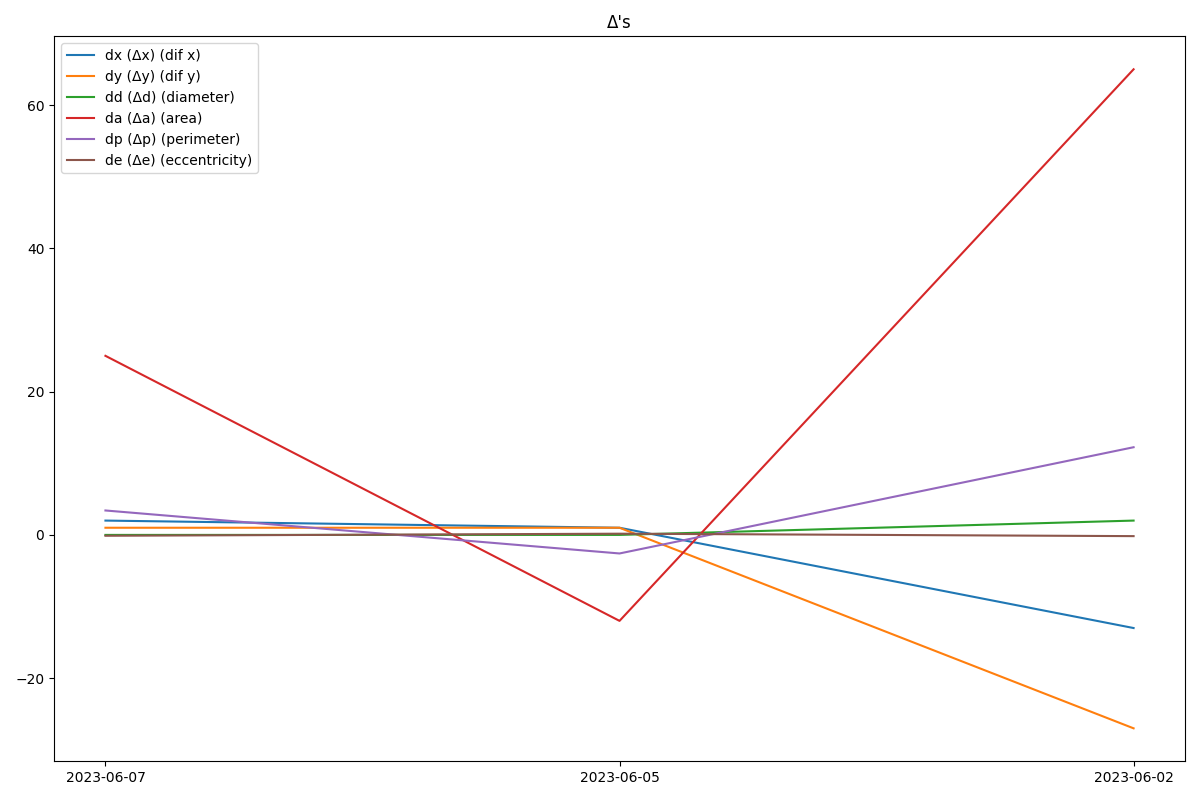 Δ's
dx (Δx) (dif x)
dy (Δy) (dif y)
dd (Δd) (diameter)
da (Δa) (area)
dp (Δp) (perimeter)
de (Δe) (eccentricity)
60
40
20
0
−20
2023-06-07
2023-06-05
2023-06-02